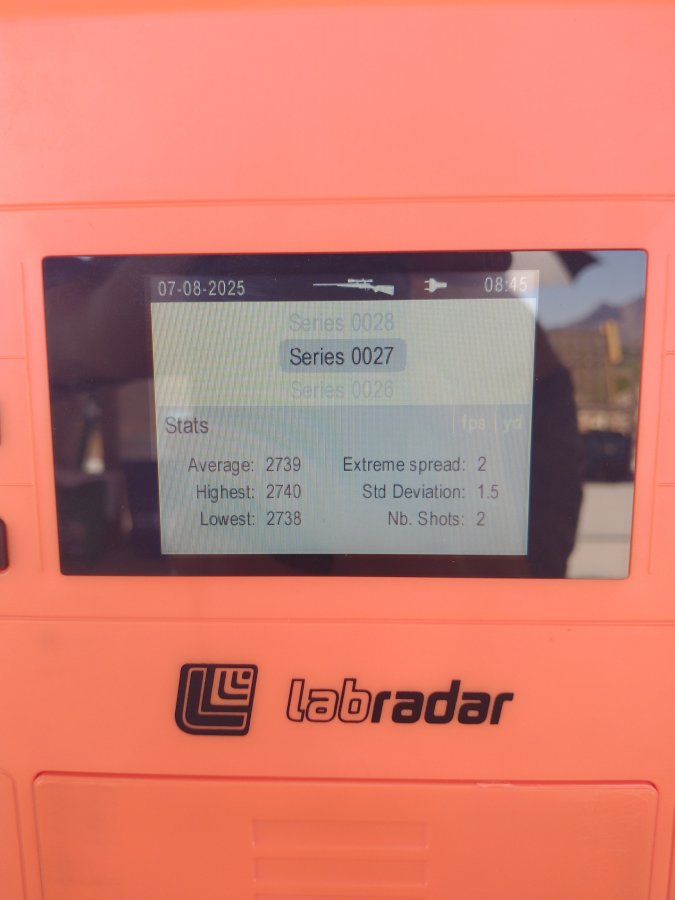 07-08-2025 08:45
Series 0028
Series 0027
Series 0026
Stats fps | yd
Average: 2739 Extreme spread: 2
Highest: 2740 Std Deviation: 1.5
Lowest: 2738 Nb. Shots: 2
labradar